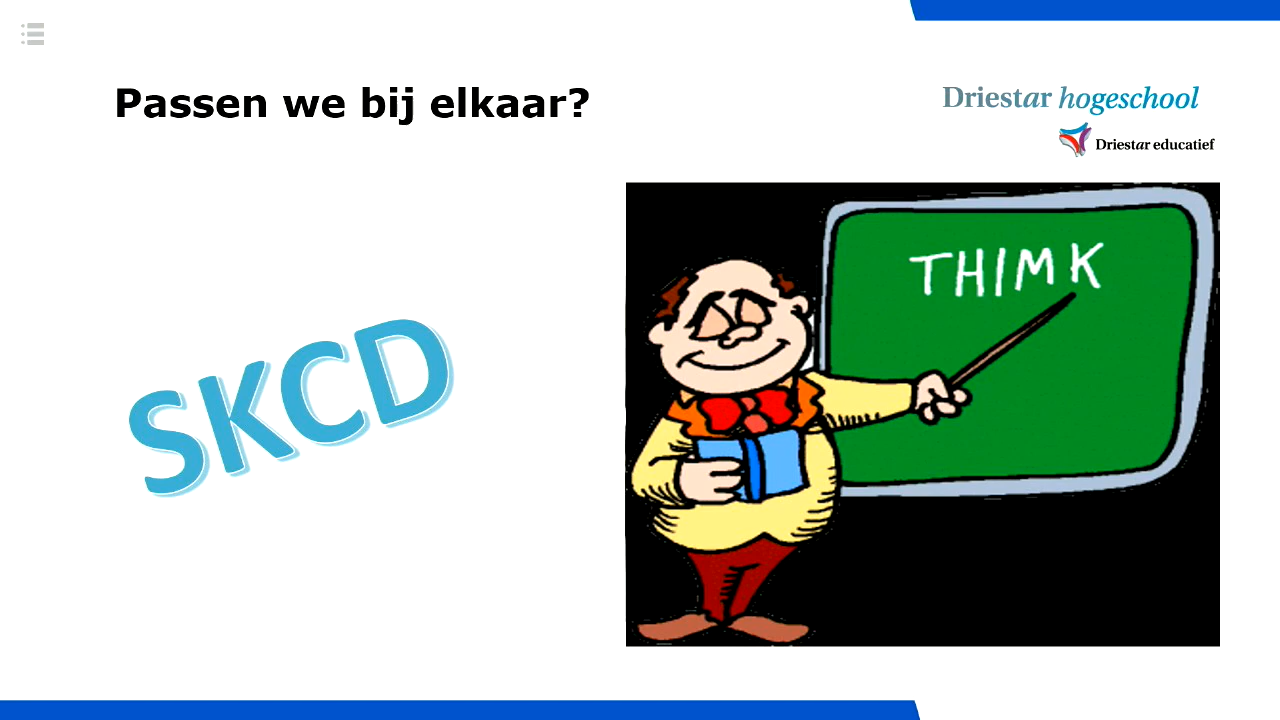 Passen we bij elkaar?
Driestar hogeschool
Driestar educatief
SKCD
THIMK